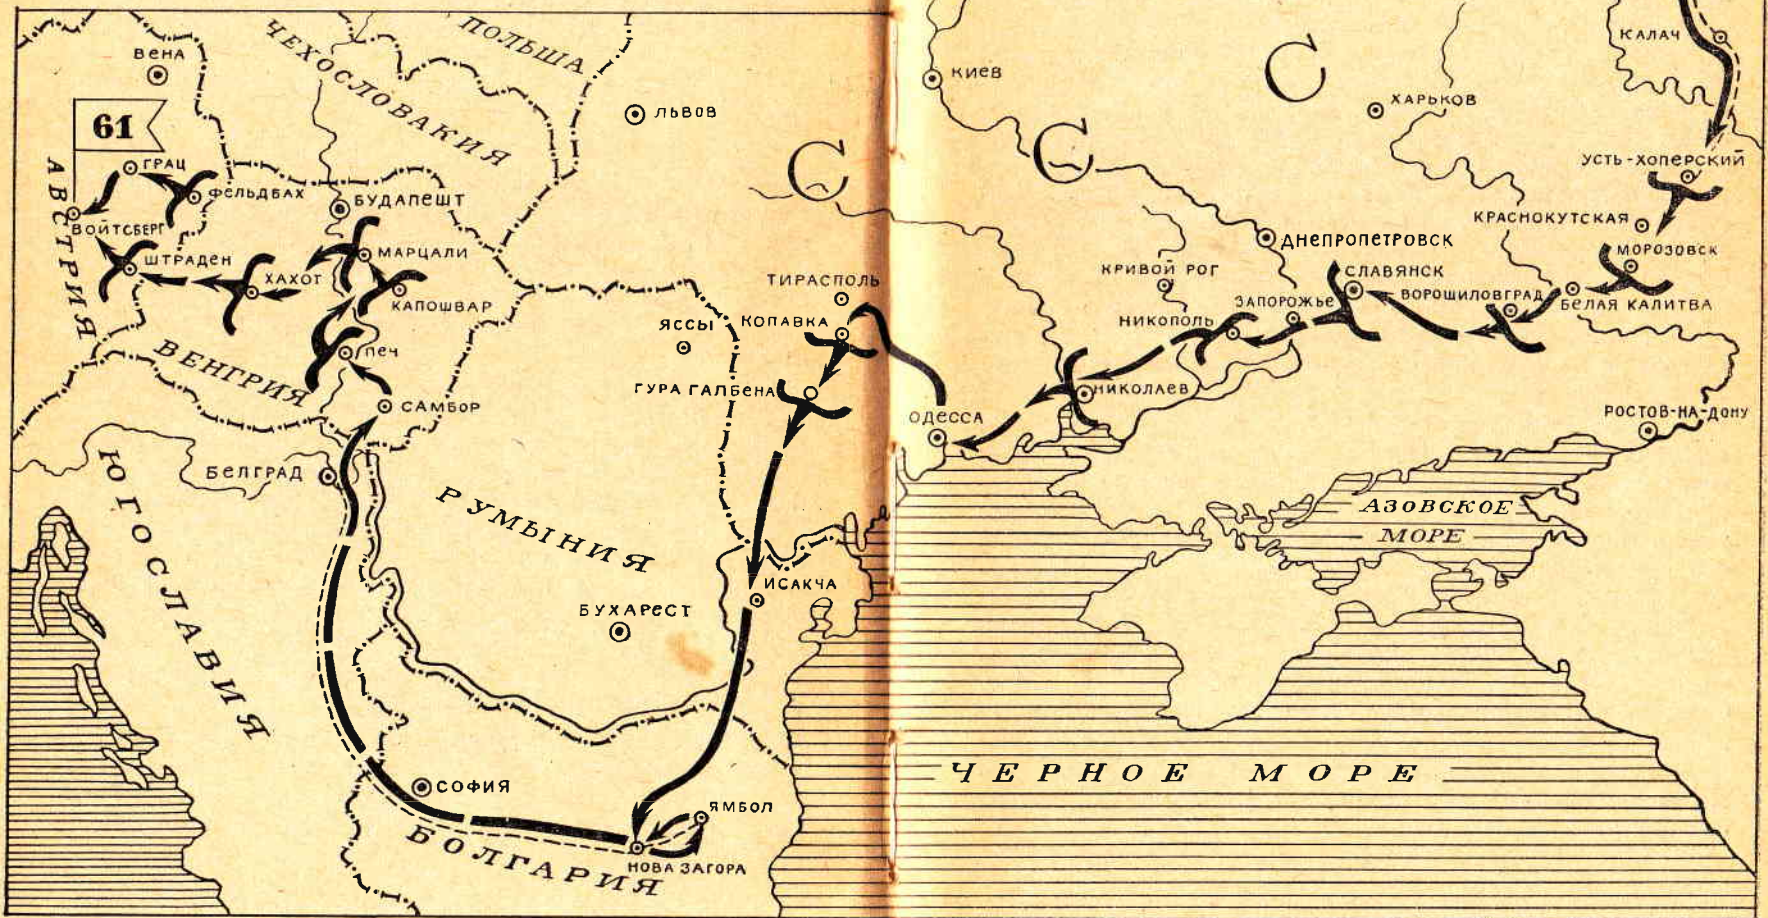 ПОЛЬША
ЧЕХОСЛОВАКИЯ
ВЕНА
ЛЬВОВ
КИЕВ
С
С
С
ХАРЬКОВ
КАЛАЧ
61
ГРАЦ
ФЕЛЬДБАХ
БУДАПЕШТ
УСТЬ-ХОПЕРСКИЙ
АВСТРИЯ
ВОЙТСБЕРГ
ШТРАДЕН
ХАХОТ
МАРЦАЛИ
КАПОШВАР
ПЕЧ
ВЕНГРИЯ
САМБОР
КРАСНОКУТСКАЯ
МОРОЗОВСК
БЕЛАЯ КАЛИТВА
ВОРОШИЛОВГРАД
СЛАВЯНСК
ДНЕПРОПЕТРОВСК
КРИВОЙ РОГ
ЗАПОРОЖЬЕ
НИКОПОЛЬ
НИКОЛАЕВ
ОДЕССА
РОСТОВ-НА-ДОНУ
ТИРАСПОЛЬ
ЯССЫ
КОПАВКА
ГУРА ГАЛБЕНА
БЕЛГРАД
ЮГОСЛАВИЯ
РУМЫНИЯ
АЗОВСКОЕ
МОРЕ
ИСАКЧА
БУХАРЕСТ
ЧЕРНОЕ МОРЕ
СОФИЯ
ЯМБОЛ
БОЛГАРИЯ
НОВА ЗАГОРА